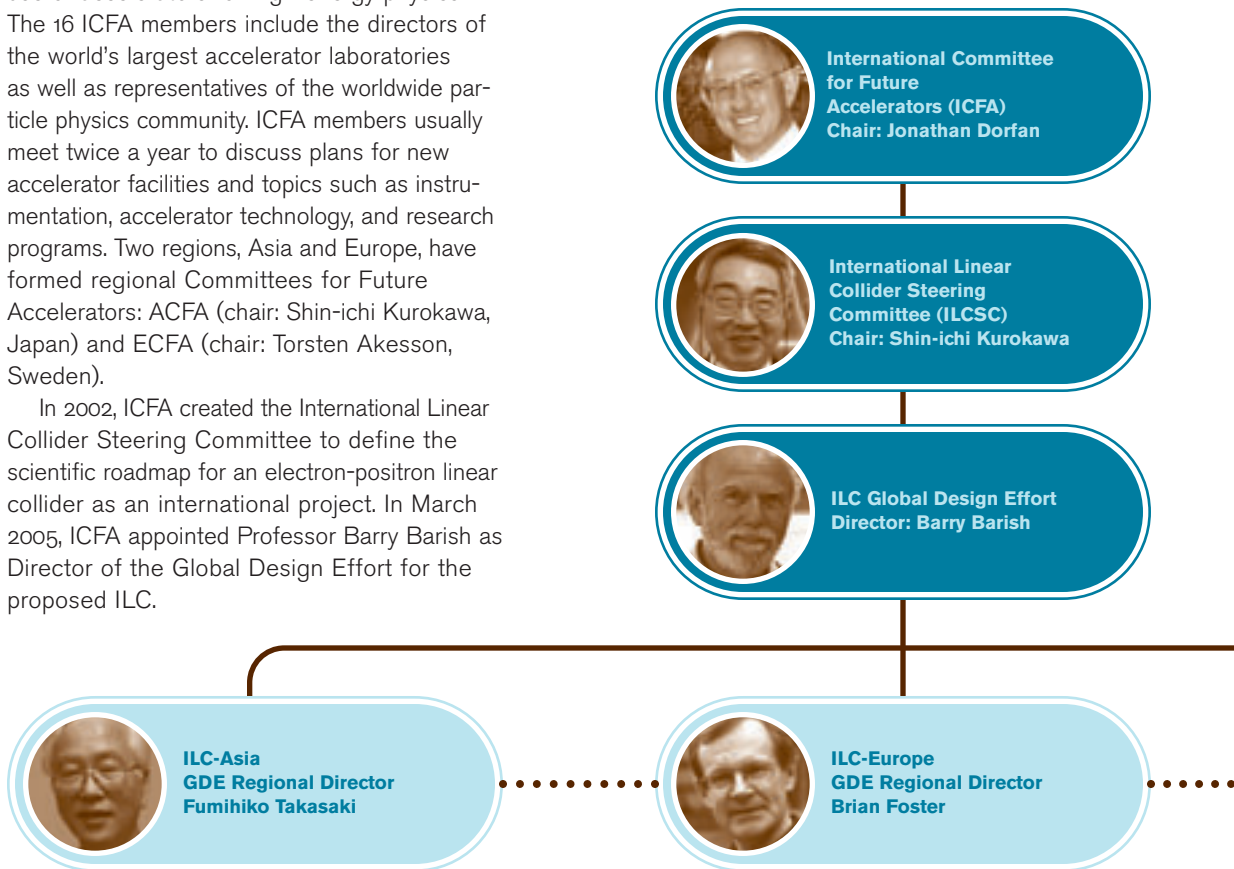 The 16 ICFA members include the directors of
the world's largest accelerator laboratories
as well as representatives of the worldwide par-
ticle physics community. ICFA members usually
meet twice a year to discuss plans for new
accelerator facilities and topics such as instru-
mentation, accelerator technology, and research
programs. Two regions, Asia and Europe, have
formed regional Committees for Future
Accelerators: ACFA (chair: Shin-ichi Kurokawa,
Japan) and ECFA (chair: Torsten Akesson,
Sweden).
In 2002, ICFA created the International Linear
Collider Steering Committee to define the
scientific roadmap for an electron-positron linear
collider as an international project. In March
2005, ICFA appointed Professor Barry Barish as
Director of the Global Design Effort for the
proposed ILC.
International Committee
for Future
Accelerators (ICFA)
Chair: Jonathan Dorfan
International Linear
Collider Steering
Committee (ILCSC)
Chair: Shin-ichi Kurokawa
ILC Global Design Effort
Director: Barry Barish
ILC-Asia
GDE Regional Director
Fumihiko Takasaki
ILC-Europe
GDE Regional Director
Brian Foster